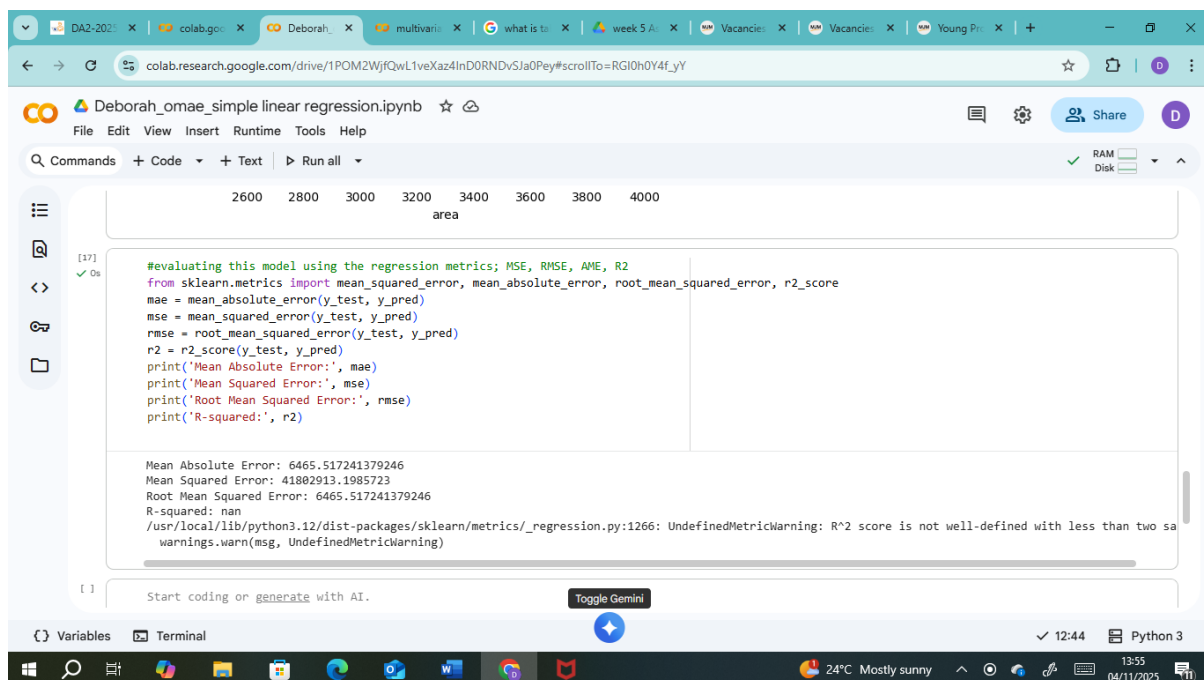 DA2-2025
colab.goo
Deborah_
multivaria
what is ta
week 5 As
Vacancies
Vacancies
Young Pro
colab.research.google.com/drive/1POM2WjfQwL1veXaz4InD0RNDvSJa0Pey#scrollTo=RGI0h0Y4f_yY
D
CO Deborah_omae_simple linear regression.ipynb
File Edit View Insert Runtime Tools Help
Share
D
Commands + Code + Text Run all
RAM
Disk
2600 2800 3000 3200 3400 3600 3800 4000
area
[17]
0s
#evaluating this model using the regression metrics; MSE, RMSE, AME, R2
from sklearn.metrics import mean_squared_error, mean_absolute_error, root_mean_squared_error, r2_score
mae = mean_absolute_error(y_test, y_pred)
mse = mean_squared_error(y_test, y_pred)
rmse = root_mean_squared_error(y_test, y_pred)
r2 = r2_score(y_test, y_pred)
print('Mean Absolute Error:', mae)
print('Mean Squared Error:', mse)
print('Root Mean Squared Error:', rmse)
print('R-squared:', r2)
Mean Absolute Error: 6465.517241379246
Mean Squared Error: 41802913.1985723
Root Mean Squared Error: 6465.517241379246
R-squared: nan
/usr/local/lib/python3.12/dist-packages/sklearn/metrics/_regression.py:1266: UndefinedMetricWarning: R^2 score is not well-defined with less than two sa
warnings.warn(msg, UndefinedMetricWarning)
[ ]
Start coding or generate with AI.
Toggle Gemini
Variables
Terminal
12:44
Python 3
24°C Mostly sunny
13:55
04/11/2025